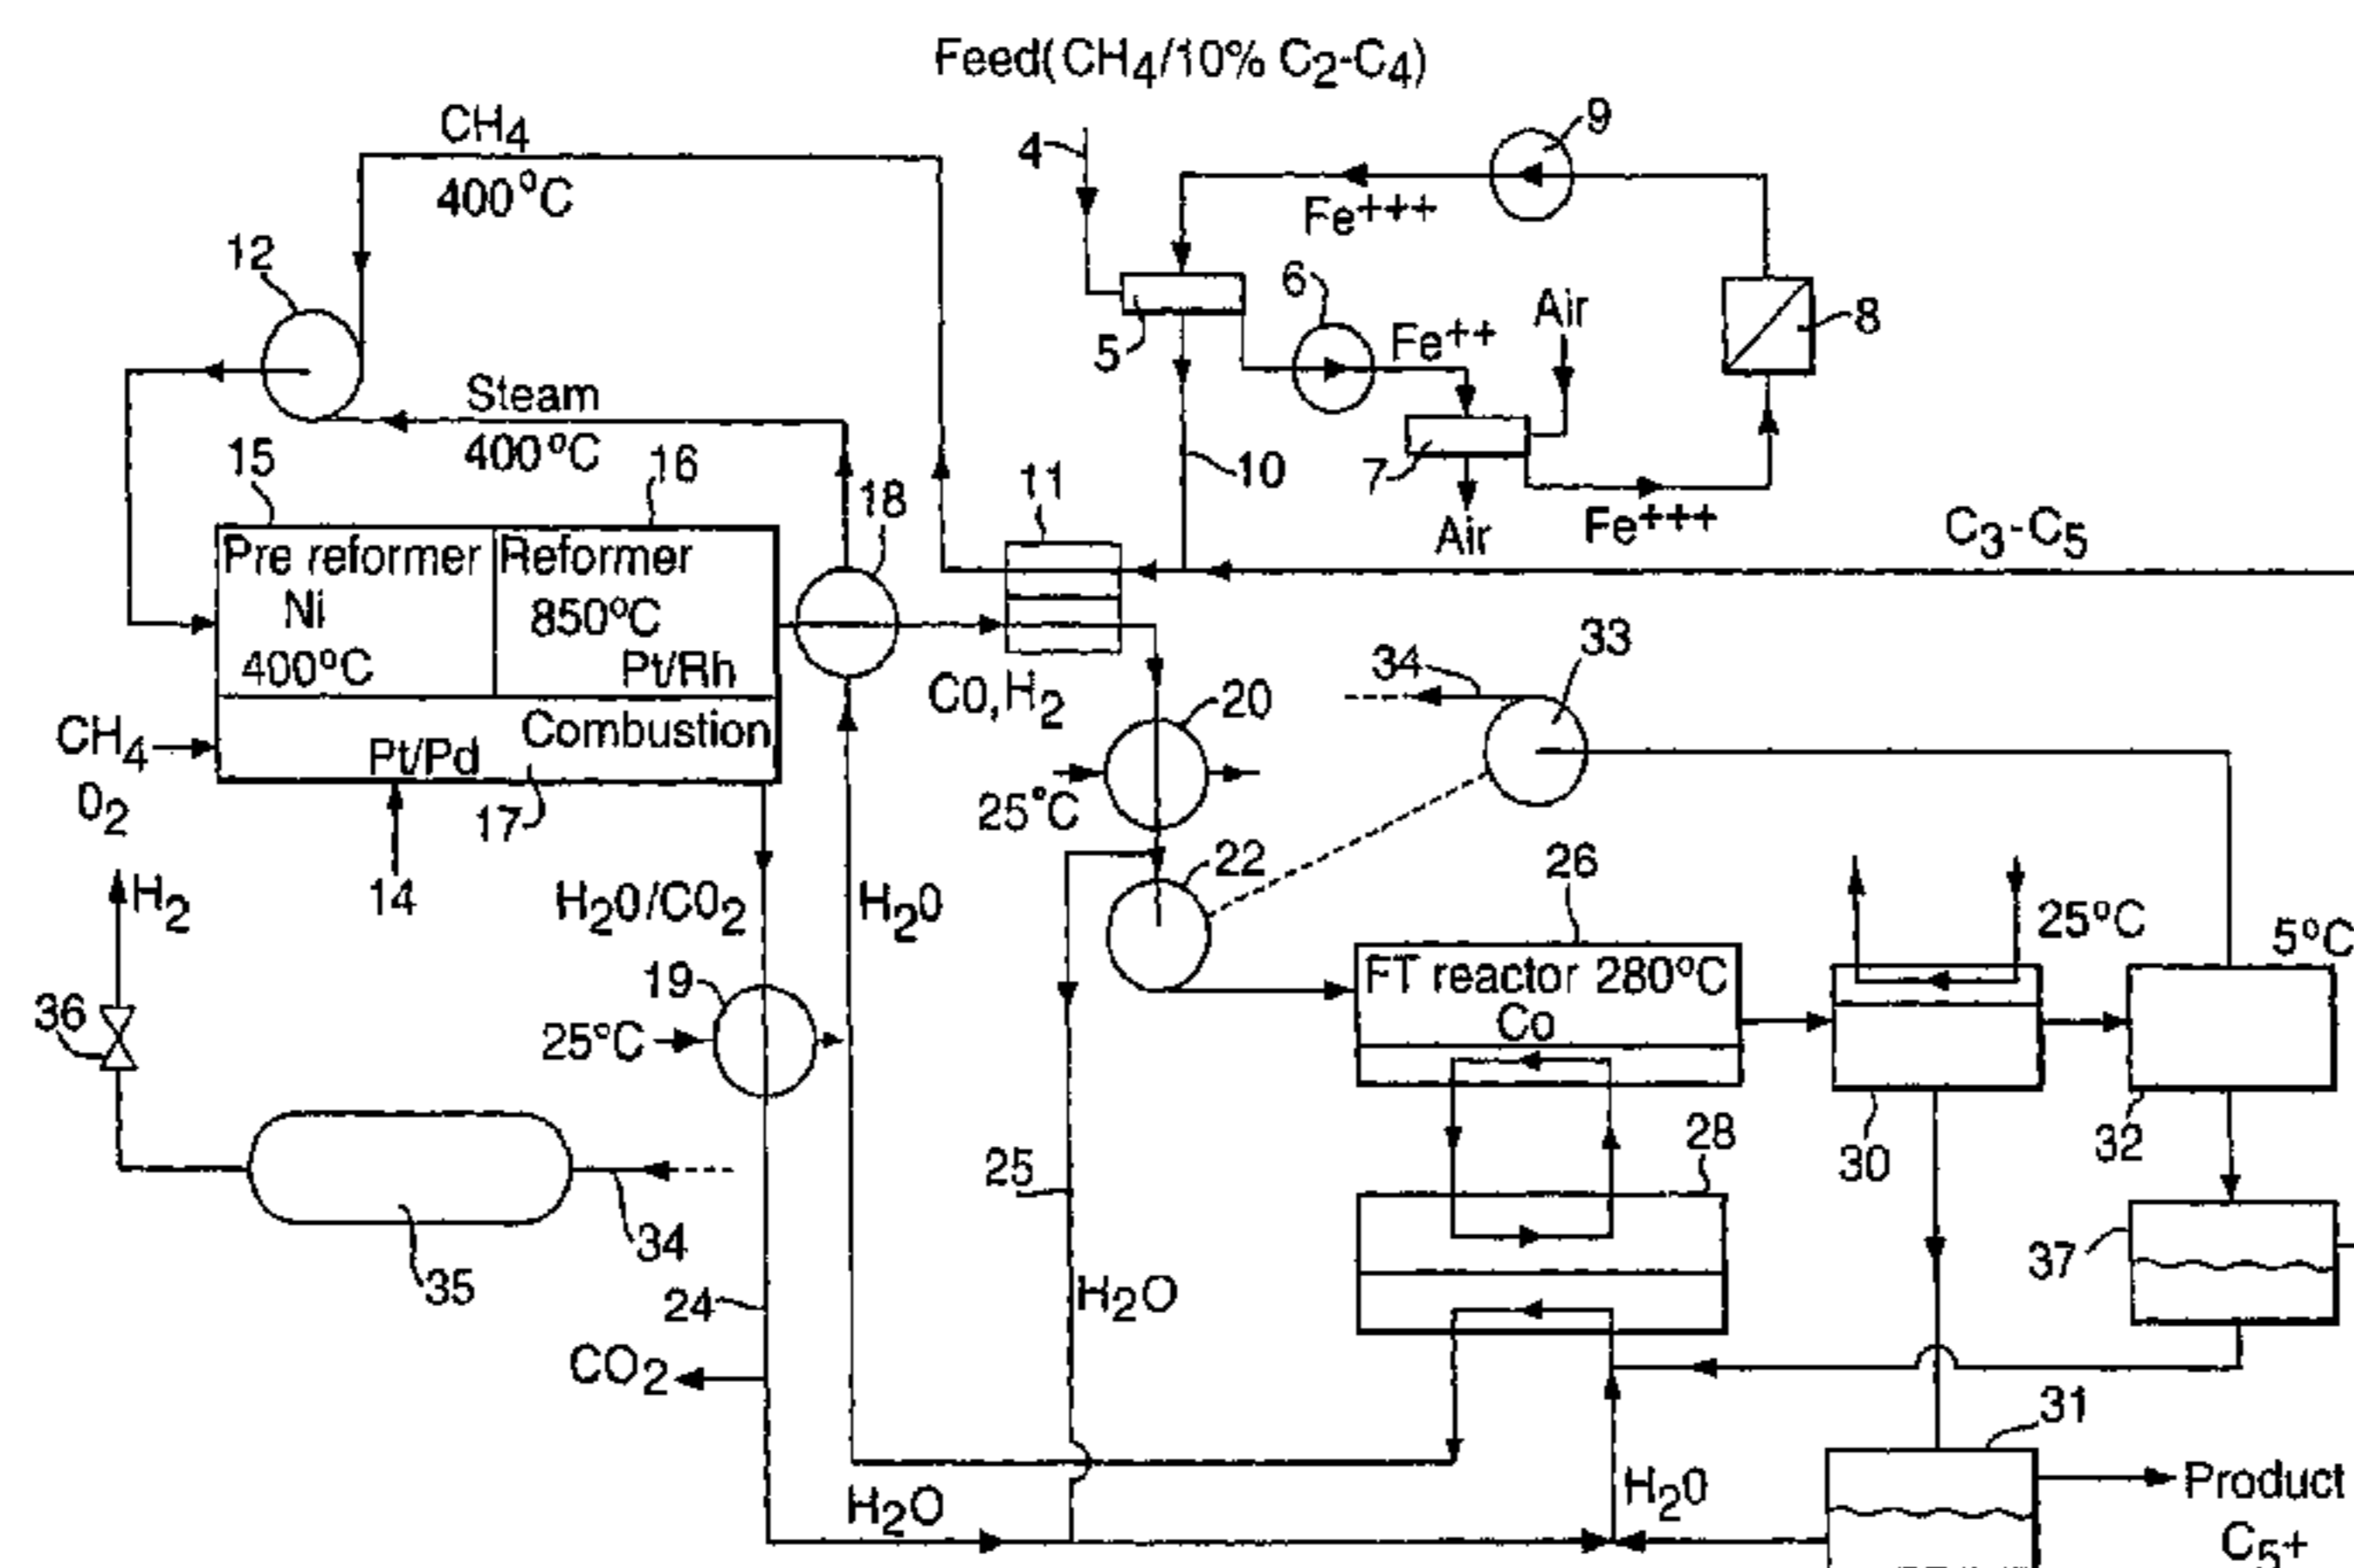 Feed(CH4/10% C2-C4)
CH4
400°C
4
9
Fe+++
12
6
Fe++
Air
5
8
Steam
400°C
15
16
18
11
10
7
Air
Fe+++
C3-C5
Pre reformer
Ni
400°C
Reformer
850°C
Pt/Rh
CO,H2
33
34
20
CH4
O2
Pt/Pd
Combustion
17
14
25°C
22
26
H2
H2O/CO2
H2O
25°C
5°C
FT reactor 280°C
Co
36
19
25°C
28
30
32
25
34
35
24
H2O
37
CO2
31
H2O
H2O
Product
C5+